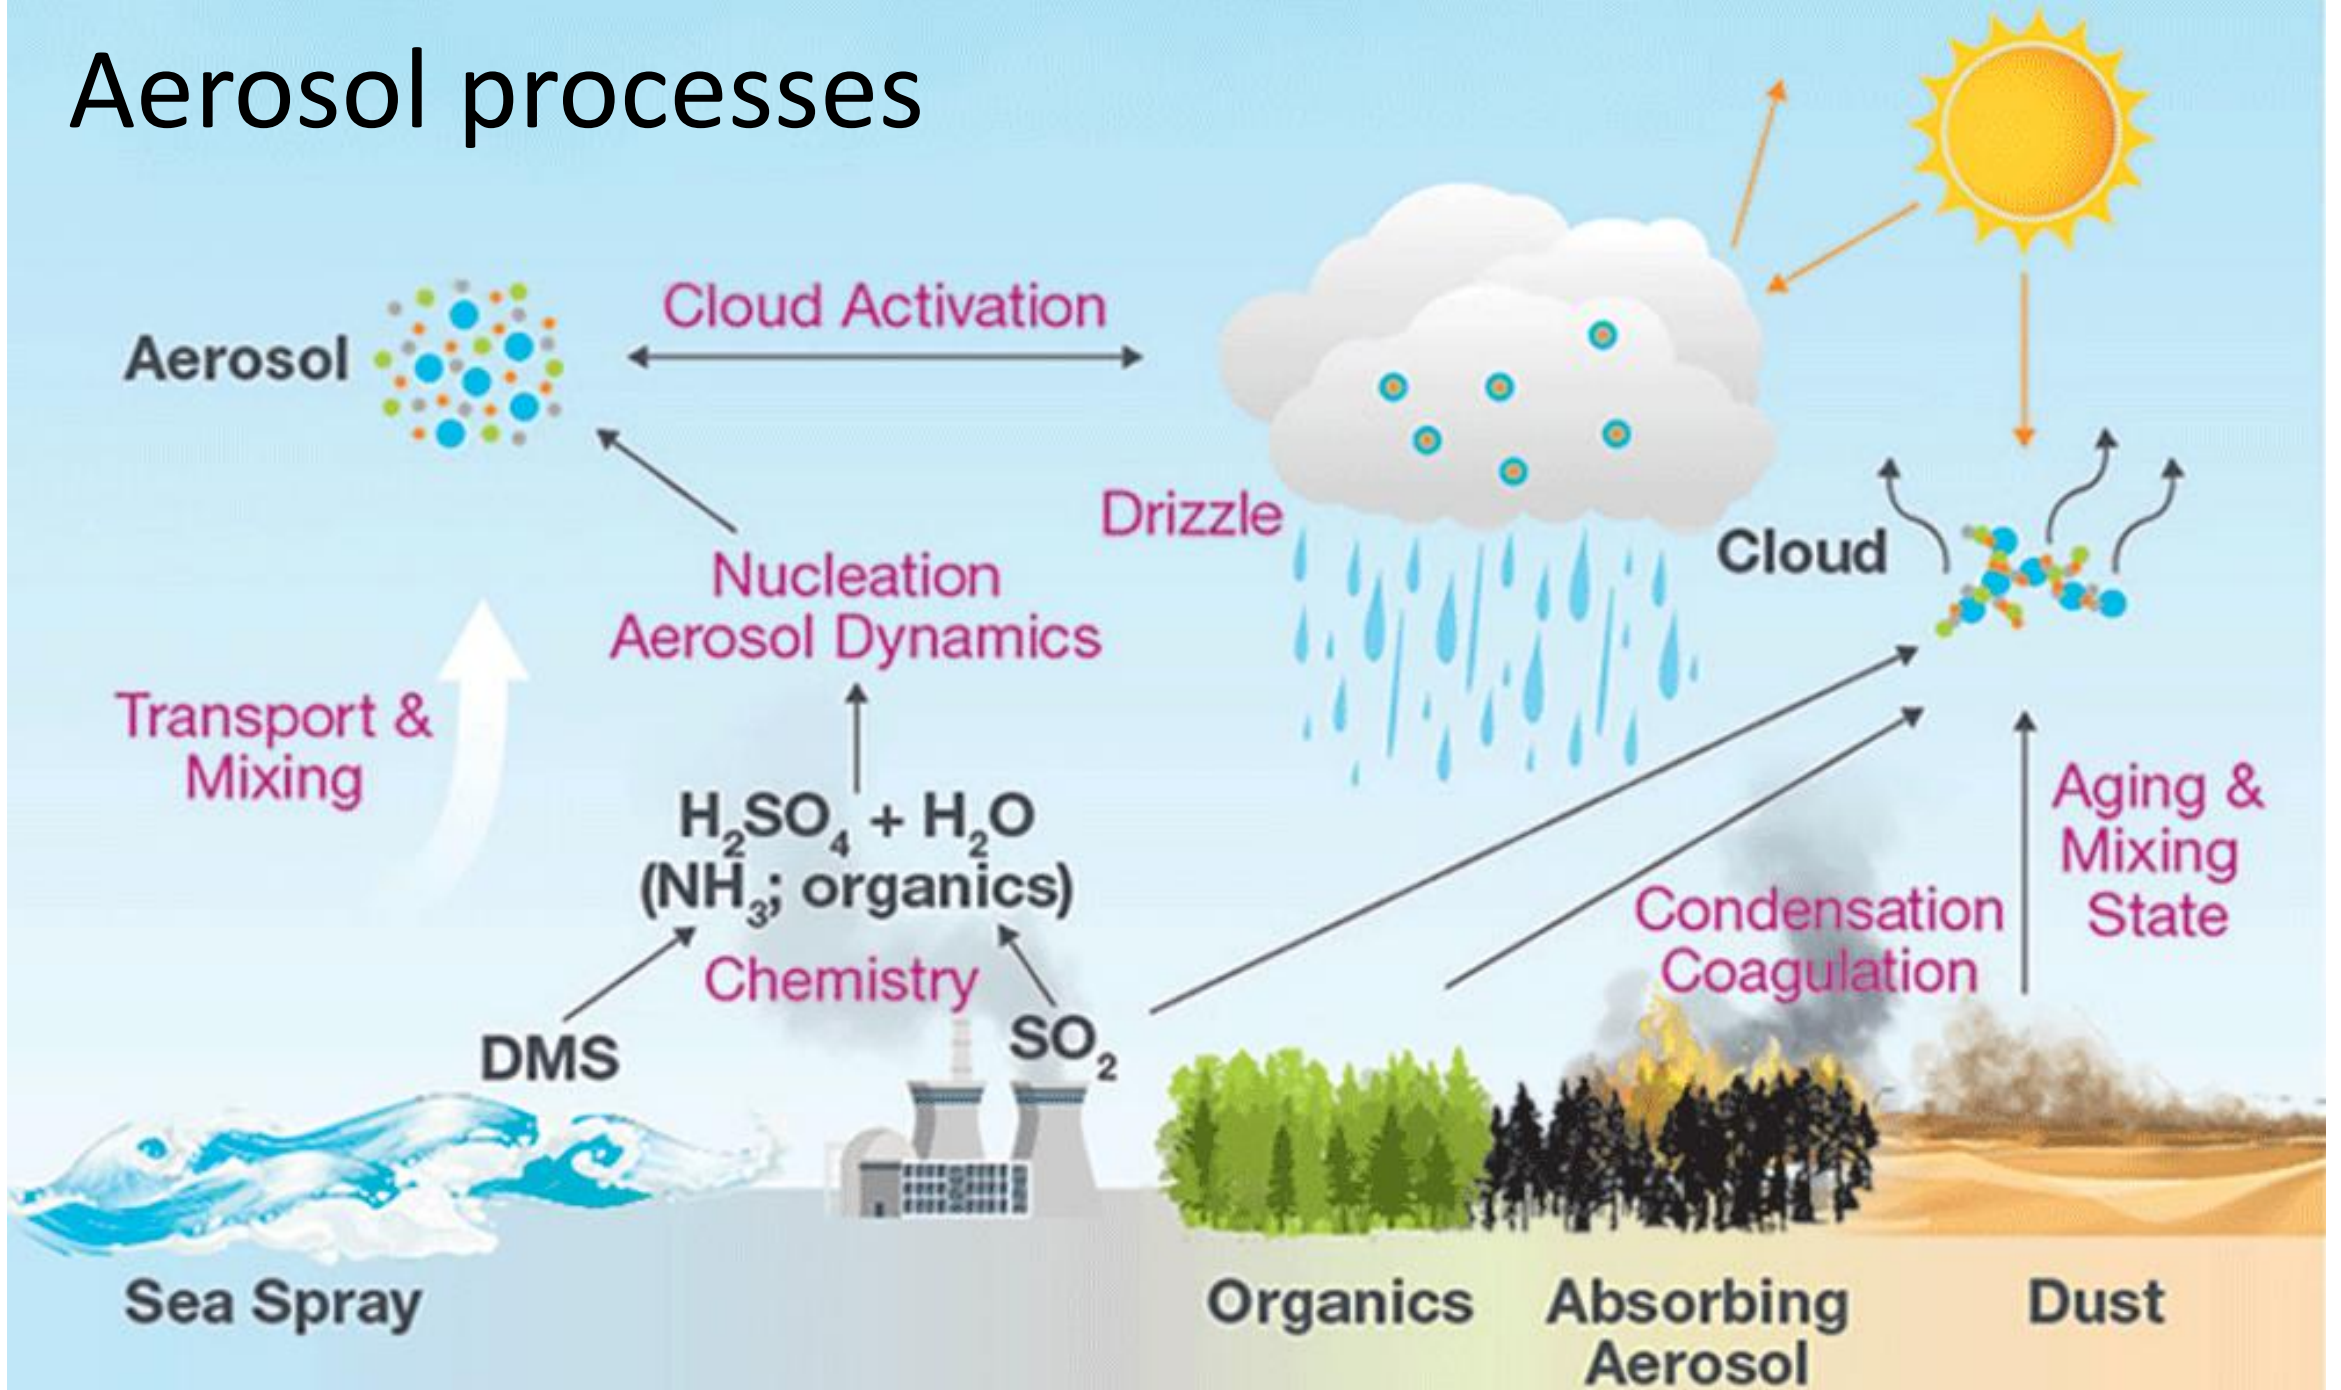 Aerosol processes
Cloud Activation
Aerosol
Drizzle
Cloud
Nucleation
Aerosol Dynamics
Transport &
Mixing
H₂SO₄ + H₂O
(NH₃; organics)
Aging &
Mixing
State
Condensation
Coagulation
Chemistry
DMS
SO₂
Sea Spray
Organics
Absorbing
Aerosol
Dust